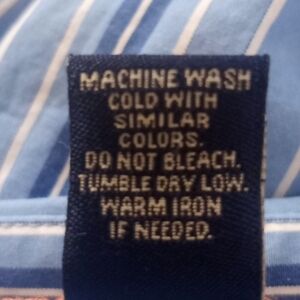 MACHINE WASH
COLD WITH
SIMILAR
COLORS.
DO NOT BLEACH.
TUMBLE DRY LOW.
WARM IRON
IF NEEDED.